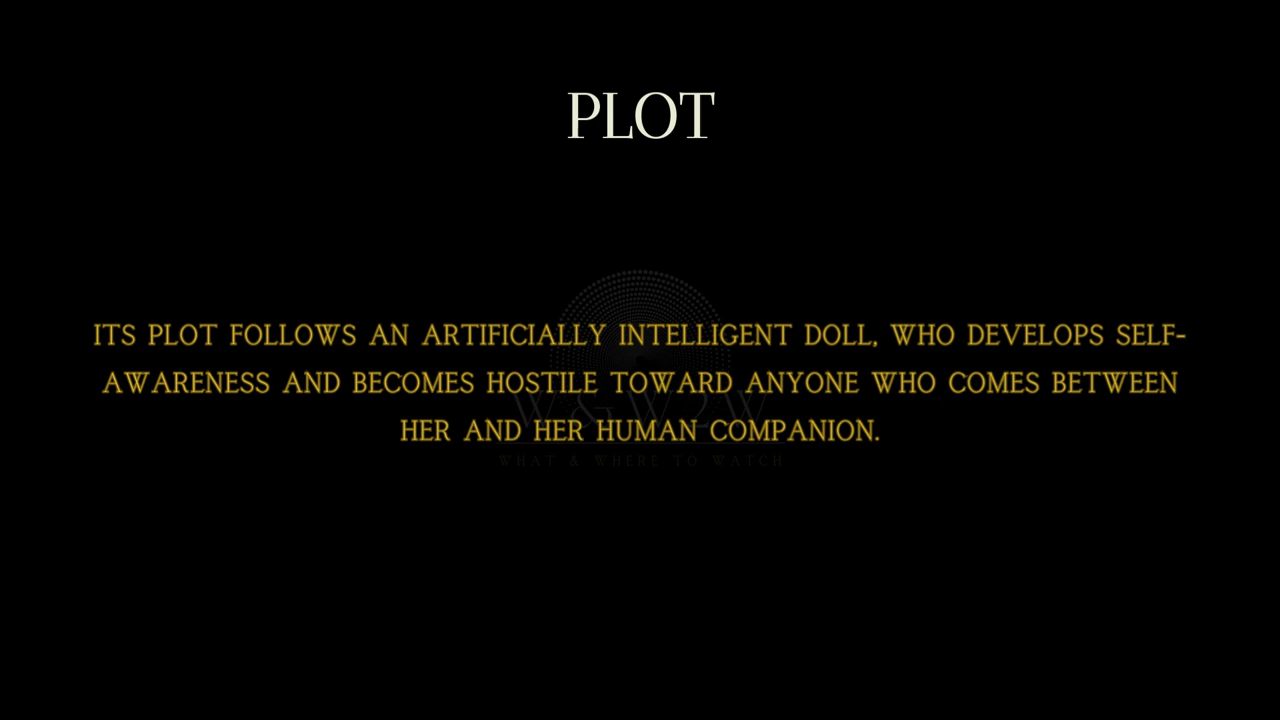 PLOT
ITS PLOT FOLLOWS AN ARTIFICIALLY INTELLIGENT DOLL, WHO DEVELOPS SELF-
AWARENESS AND BECOMES HOSTILE TOWARD ANYONE WHO COMES BETWEEN
W&W2W
HER AND HER HUMAN COMPANION.
WHAT & WHERE TO WATCH